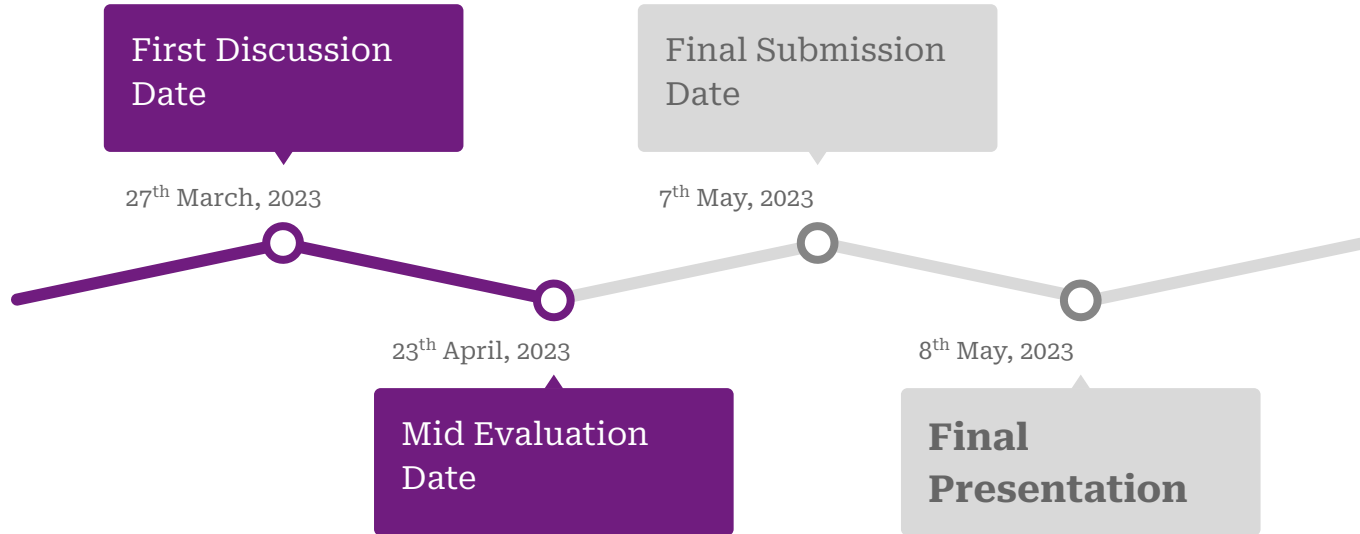 First Discussion
Date
27th March, 2023
23th April, 2023
Mid Evaluation
Date
Final Submission
Date
7th May, 2023
8th May, 2023
Final
Presentation